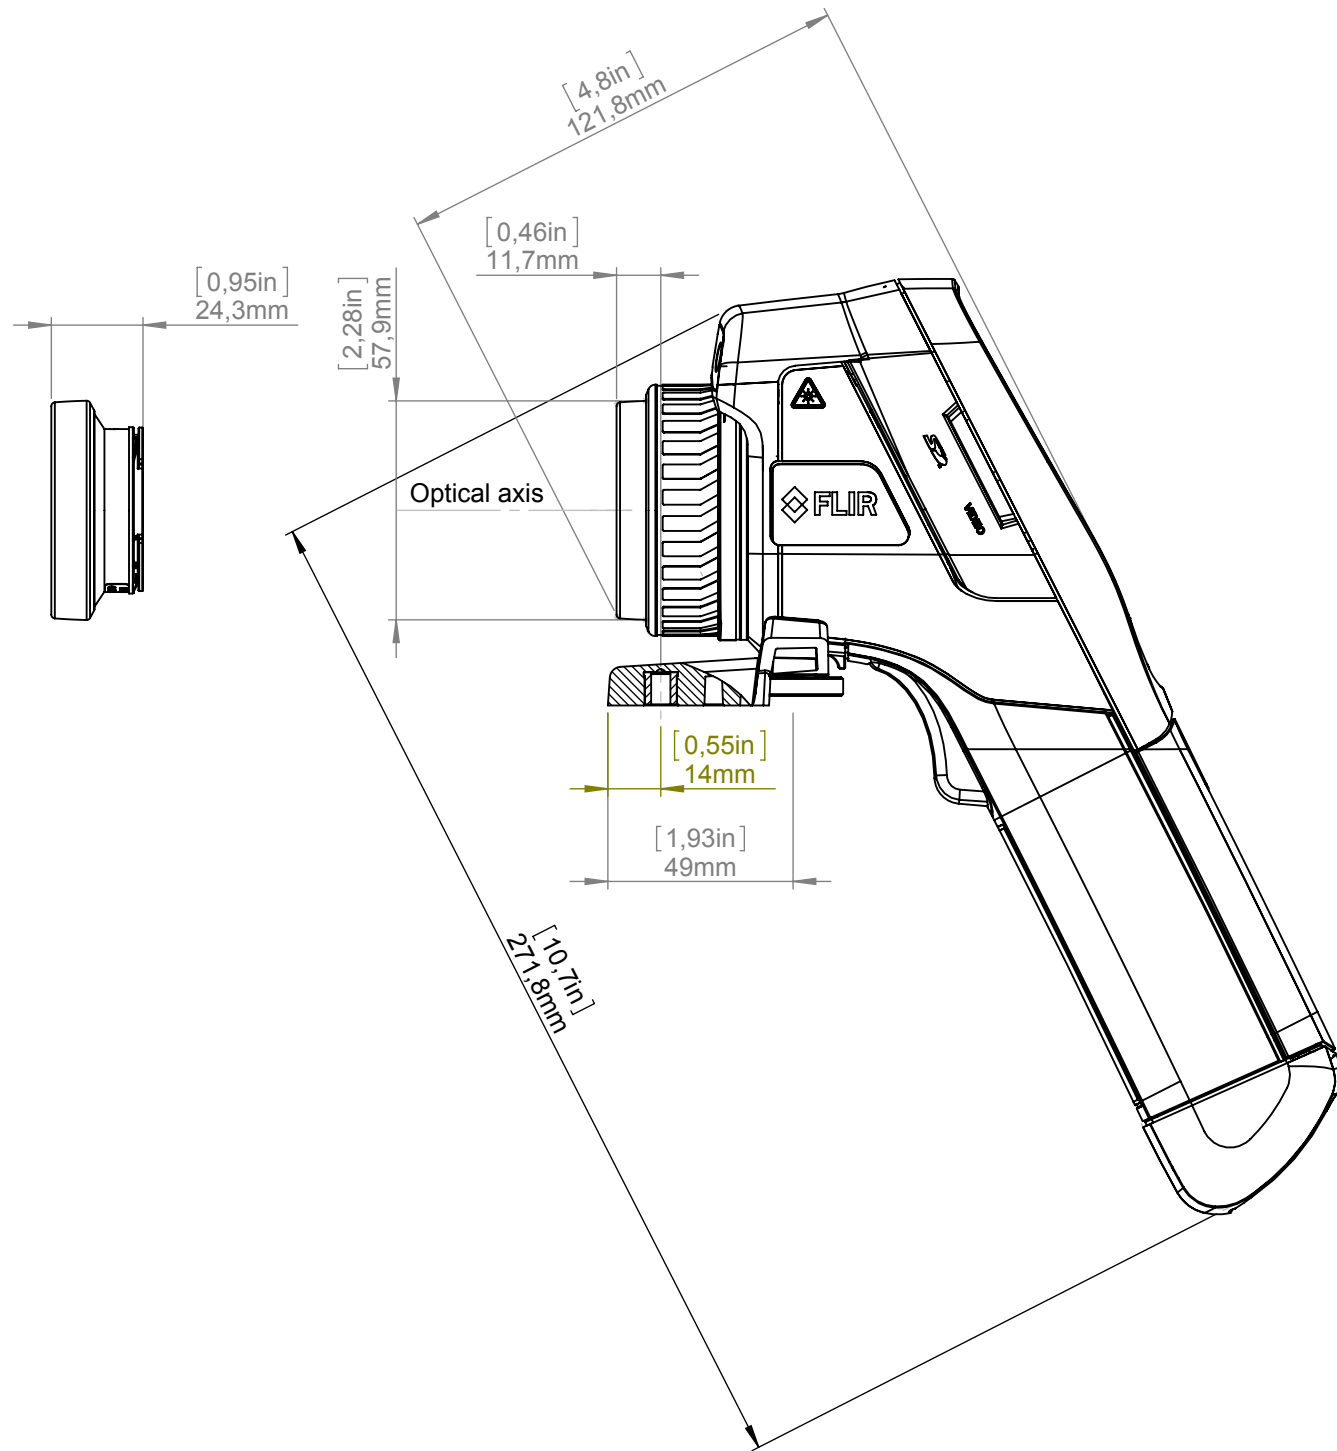 [4,8in]
121,8mm
[0,46in]
11,7mm
[0,95in]
24,3mm
[2,28in]
57,9mm
Optical axis
FLIR
SD
VIDEO
[0,55in]
14mm
[1,93in]
49mm
[10,7in]
271,8mm